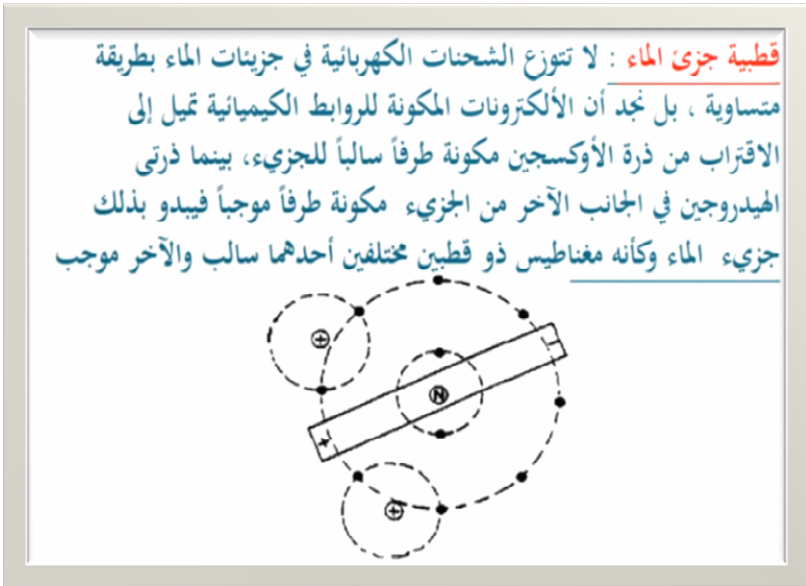 قطبية جزئ الماء : لا تتوزع الشحنات الكهربائية في جزيئات الماء بطريقة
متساوية ، بل نجد أن الألكترونات المكونة للروابط الكيميائية تميل إلى
الاقتراب من ذرة الأوكسجين مكونة طرفاً سالباً للجزيء، بينما ذرتى
الهيدروجين في الجانب الآخر من الجزيء مكونة طرفاً موجباً فيبدو بذلك
جزيء الماء وكأنه مغناطيس ذو قطبين مختلفين أحدهما سالب والآخر موجب
+
−
N
+
+